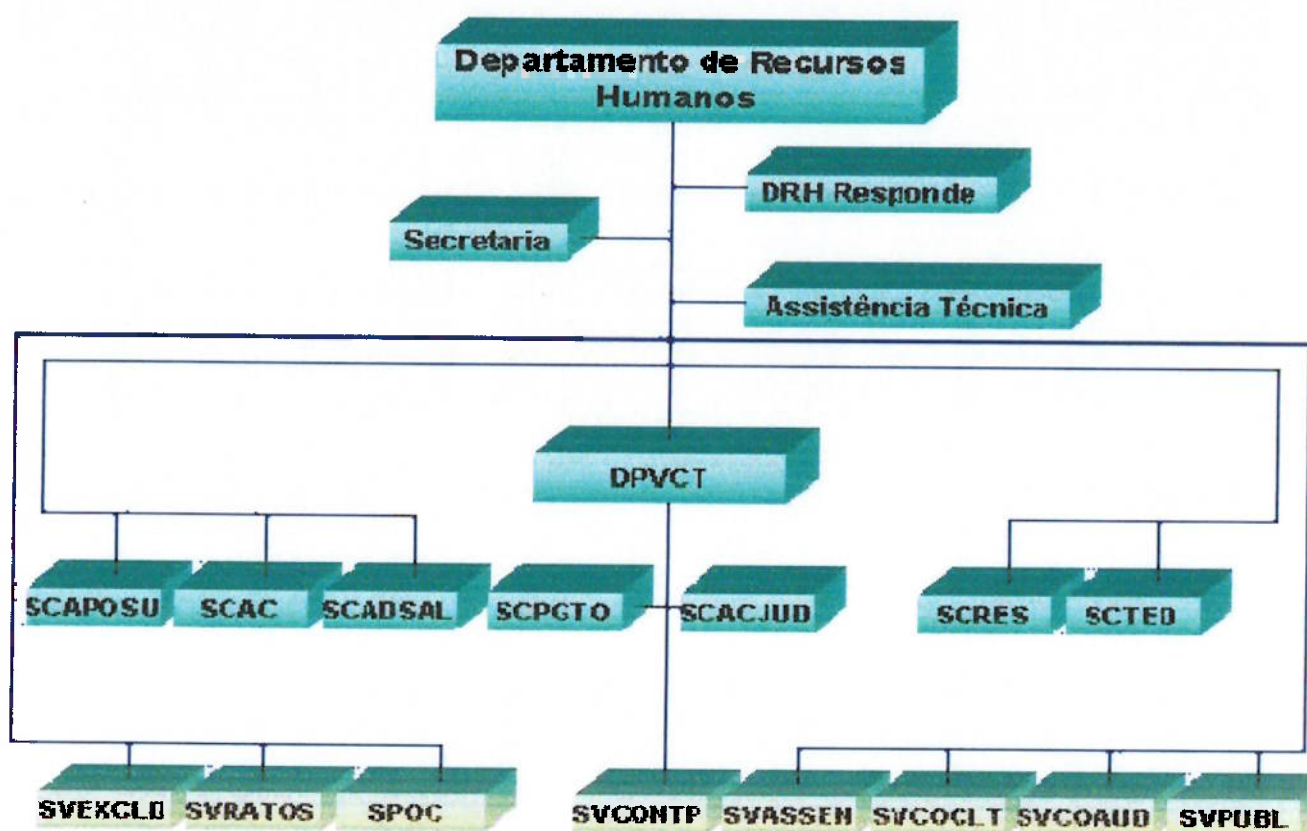 Departamento de Recursos
Humanos
DRH Responde
Secretaria
Assistência Técnica
DPVCT
SCAPOSU
SCAC
SCADSAL
SCPGTO
SCACJUD
SCRES
SCTED
SVEXCLD
SVRATOS
SPOC
SVCONTP
SVASSEN
SVCOCLT
SVCOAUD
SVPUBL